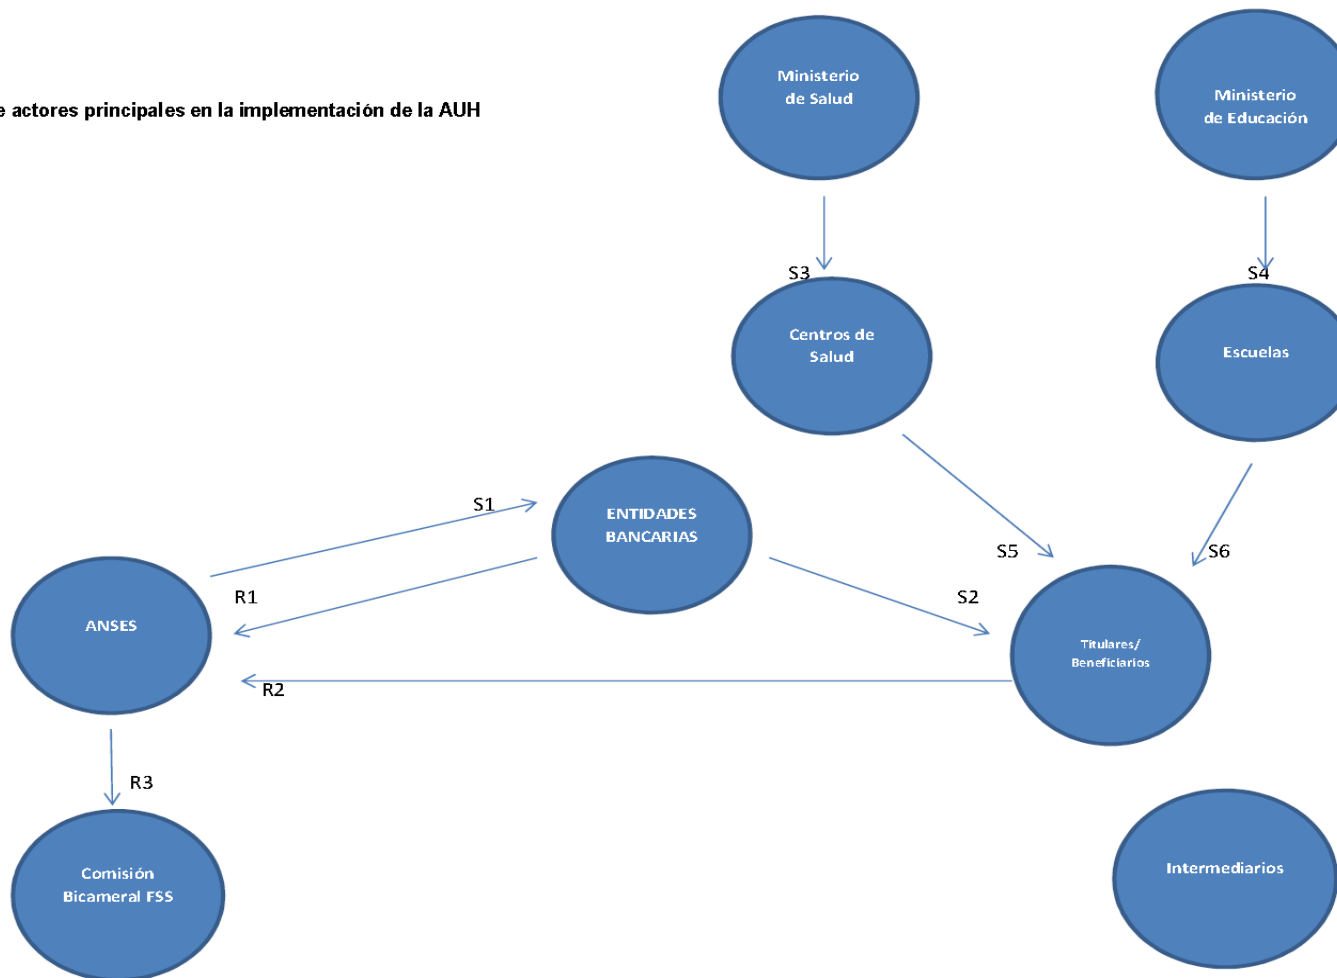 Ministerio
de Salud
Ministerio
de Educación
e actores principales en la implementación de la AUH
S3
S4
Centros de
Salud
Escuelas
S1
ENTIDADES
BANCARIAS
S5
S6
R1
S2
ANSES
Titulares/
Beneficiarios
R2
R3
Comisión
Bicameral FSS
Intermediarios